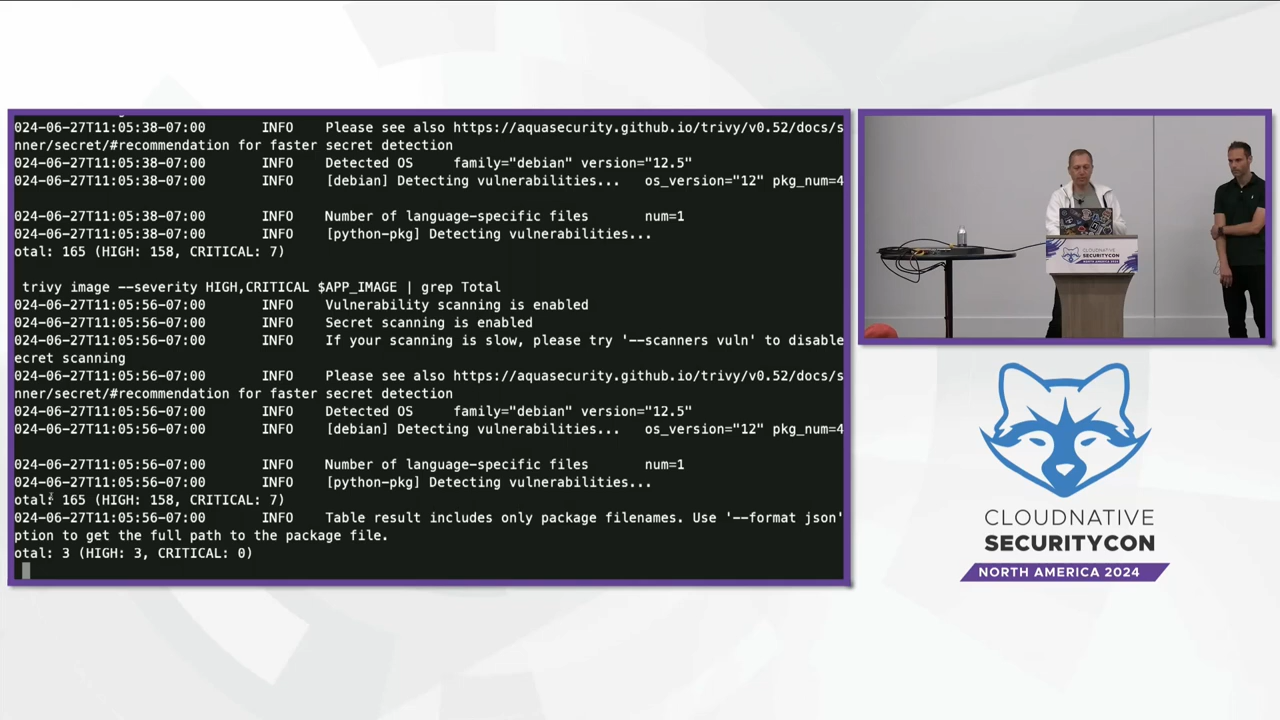 024-06-27T11:05:38-07:00 INFO Please see also https://aquasecurity.github.io/trivy/v0.52/docs/s
nner/secret/#recommendation for faster secret detection
024-06-27T11:05:38-07:00 INFO Detected OS family="debian" version="12.5"
024-06-27T11:05:38-07:00 INFO [debian] Detecting vulnerabilities... os_version="12" pkg_num=4
024-06-27T11:05:38-07:00 INFO Number of language-specific files num=1
024-06-27T11:05:38-07:00 INFO [python-pkg] Detecting vulnerabilities...
otal: 165 (HIGH: 158, CRITICAL: 7)
trivy image --severity HIGH,CRITICAL $APP_IMAGE | grep Total
024-06-27T11:05:56-07:00 INFO Vulnerability scanning is enabled
024-06-27T11:05:56-07:00 INFO Secret scanning is enabled
024-06-27T11:05:56-07:00 INFO If your scanning is slow, please try '--scanners vuln' to disable
ecret scanning
024-06-27T11:05:56-07:00 INFO Please see also https://aquasecurity.github.io/trivy/v0.52/docs/s
nner/secret/#recommendation for faster secret detection
024-06-27T11:05:56-07:00 INFO Detected OS family="debian" version="12.5"
024-06-27T11:05:56-07:00 INFO [debian] Detecting vulnerabilities... os_version="12" pkg_num=4
024-06-27T11:05:56-07:00 INFO Number of language-specific files num=1
024-06-27T11:05:56-07:00 INFO [python-pkg] Detecting vulnerabilities...
otal: 165 (HIGH: 158, CRITICAL: 7)
024-06-27T11:05:56-07:00 INFO Table result includes only package filenames. Use '--format json'
ption to get the full path to the package file.
otal: 3 (HIGH: 3, CRITICAL: 0)
CLOUDNATIVE
SECURITYCON
CLOUDNATIVE
SECURITYCON
NORTH AMERICA 2024